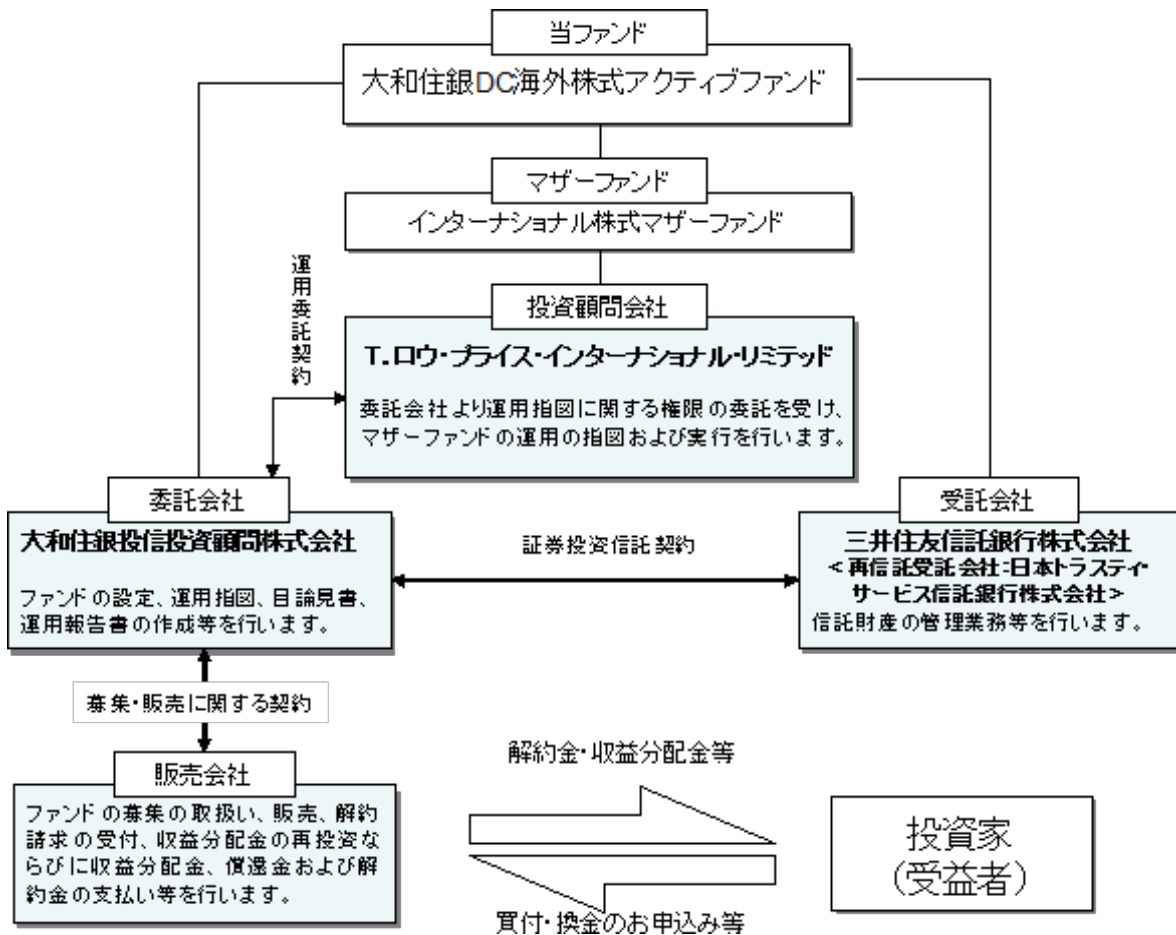 当ファンド
大和住銀DC海外株式アクティブファンド
マザーファンド
インターナショナル株式マザーファンド
運用委託契約
投資顧問会社
T.ロウ・プライス・インターナショナル・リミテッド
委託会社より運用指図に関する権限の委託を受け、
マザーファンドの運用の指図および実行を行います。
委託会社
大和住銀投信投資顧問株式会社
ファンドの設定、運用指図、目論見書、
運用報告書の作成等を行います。
証券投資信託契約
受託会社
三井住友信託銀行株式会社
<再信託受託会社:日本トラスティ・
サービス信託銀行株式会社>
信託財産の管理業務等を行います。
募集・販売に関する契約
販売会社
ファンドの募集の取扱い、販売、解約
請求の受付、収益分配金の再投資な
らびに収益分配金、償還金および解
約金の支払い等を行います。
解約金・収益分配金等
買付・換金のお申込み等
投資家
(受益者)